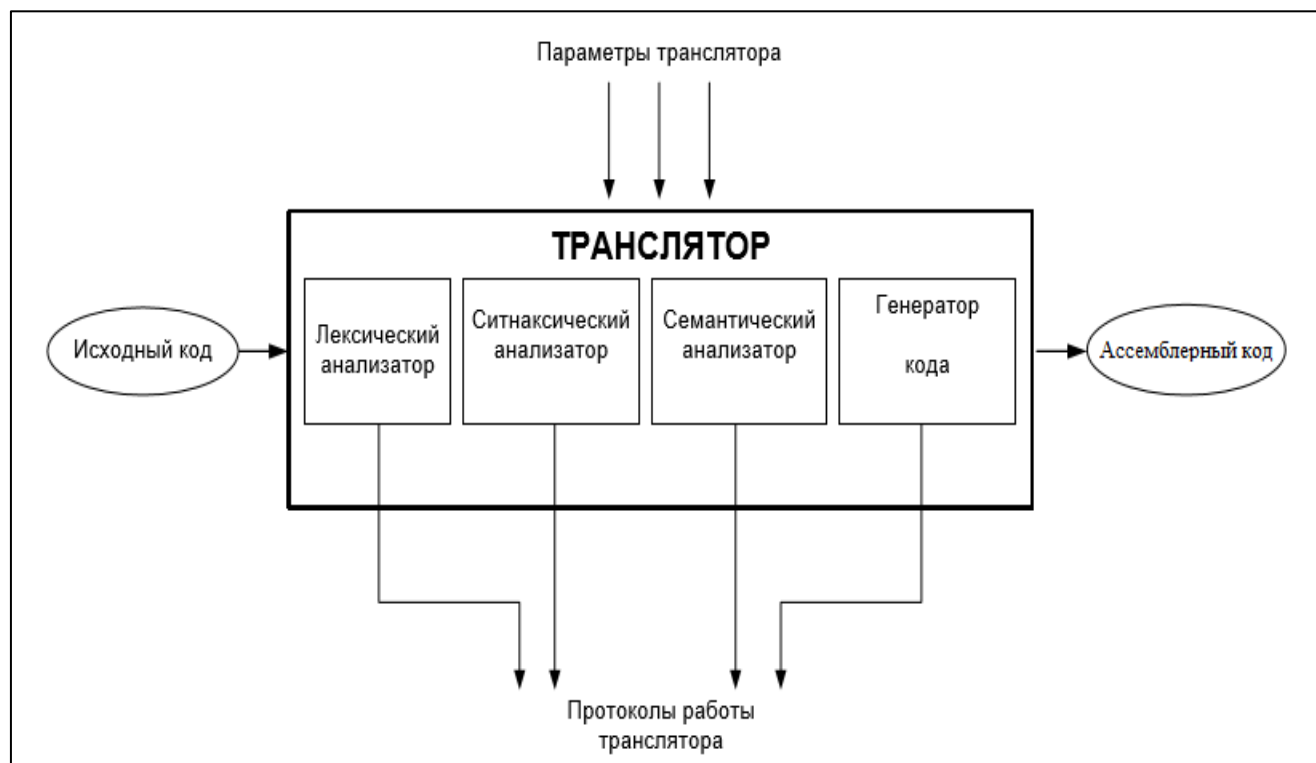 Параметры транслятора
ТРАНСЛЯТОР
Исходный код
Лексический
анализатор
Ситнаксический
анализатор
Семантический
анализатор
Генератор
кода
Ассемблерный код
Протоколы работы
транслятора